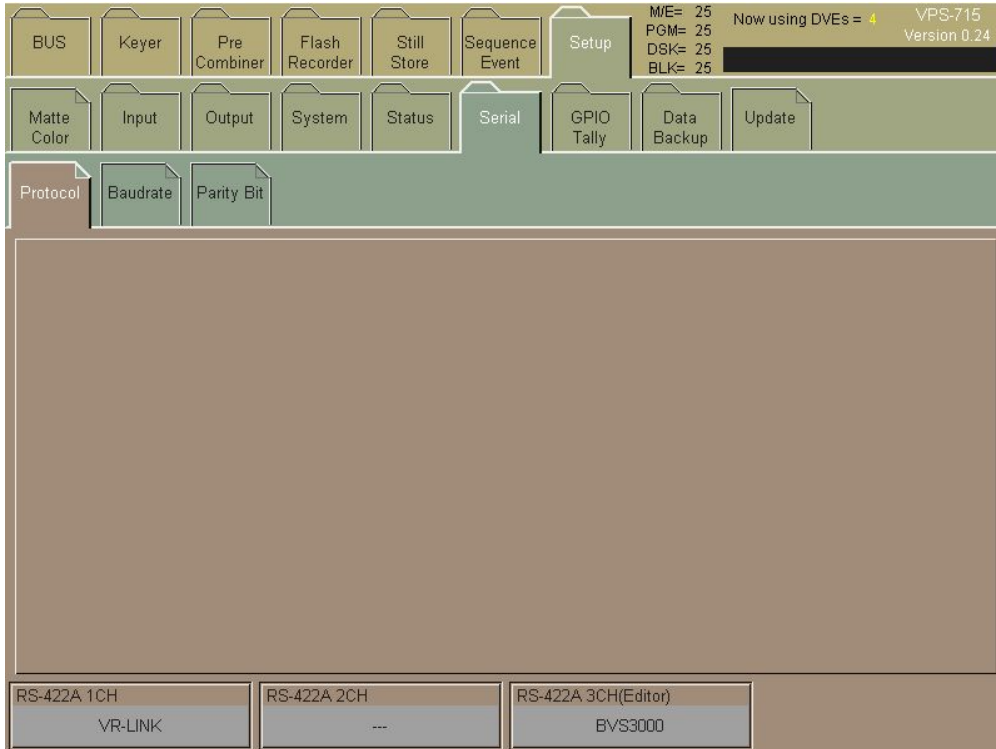 BUS
Keyer
Pre
Combiner
Flash
Recorder
Still
Store
Sequence
Event
Setup
M/E= 25
PGM= 25
DSK= 25
BLK= 25
Now using DVEs = 4
VPS-715
Version 0.24
Matte
Color
Input
Output
System
Status
Serial
GPIO
Tally
Data
Backup
Update
Protocol
Baudrate
Parity Bit
RS-422A 1CH
VR-LINK
RS-422A 2CH
---
RS-422A 3CH(Editor)
BVS3000